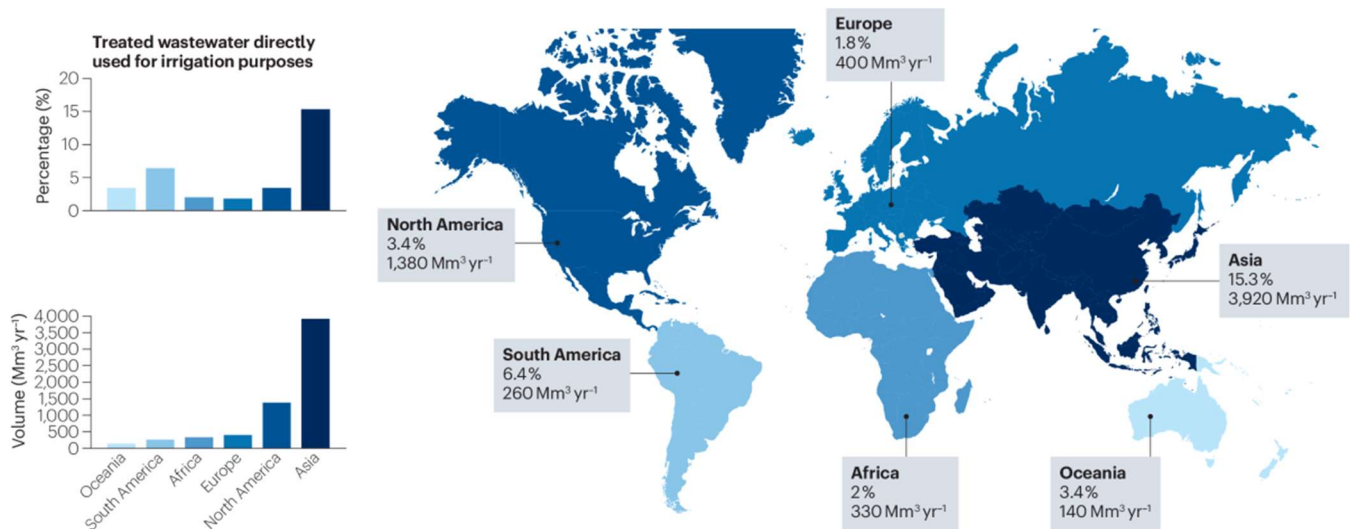 Treated wastewater directly
used for irrigation purposes
Percentage (%)
20
15
10
5
0
Volume (Mm³ yr⁻¹)
4,000
3,500
3,000
2,500
2,000
1,500
1,000
500
0
Oceania
South America
Africa
Europe
North America
Asia
Europe
1.8%
400 Mm³ yr⁻¹
North America
3.4%
1,380 Mm³ yr⁻¹
Asia
15.3%
3,920 Mm³ yr⁻¹
South America
6.4%
260 Mm³ yr⁻¹
Africa
2%
330 Mm³ yr⁻¹
Oceania
3.4%
140 Mm³ yr⁻¹